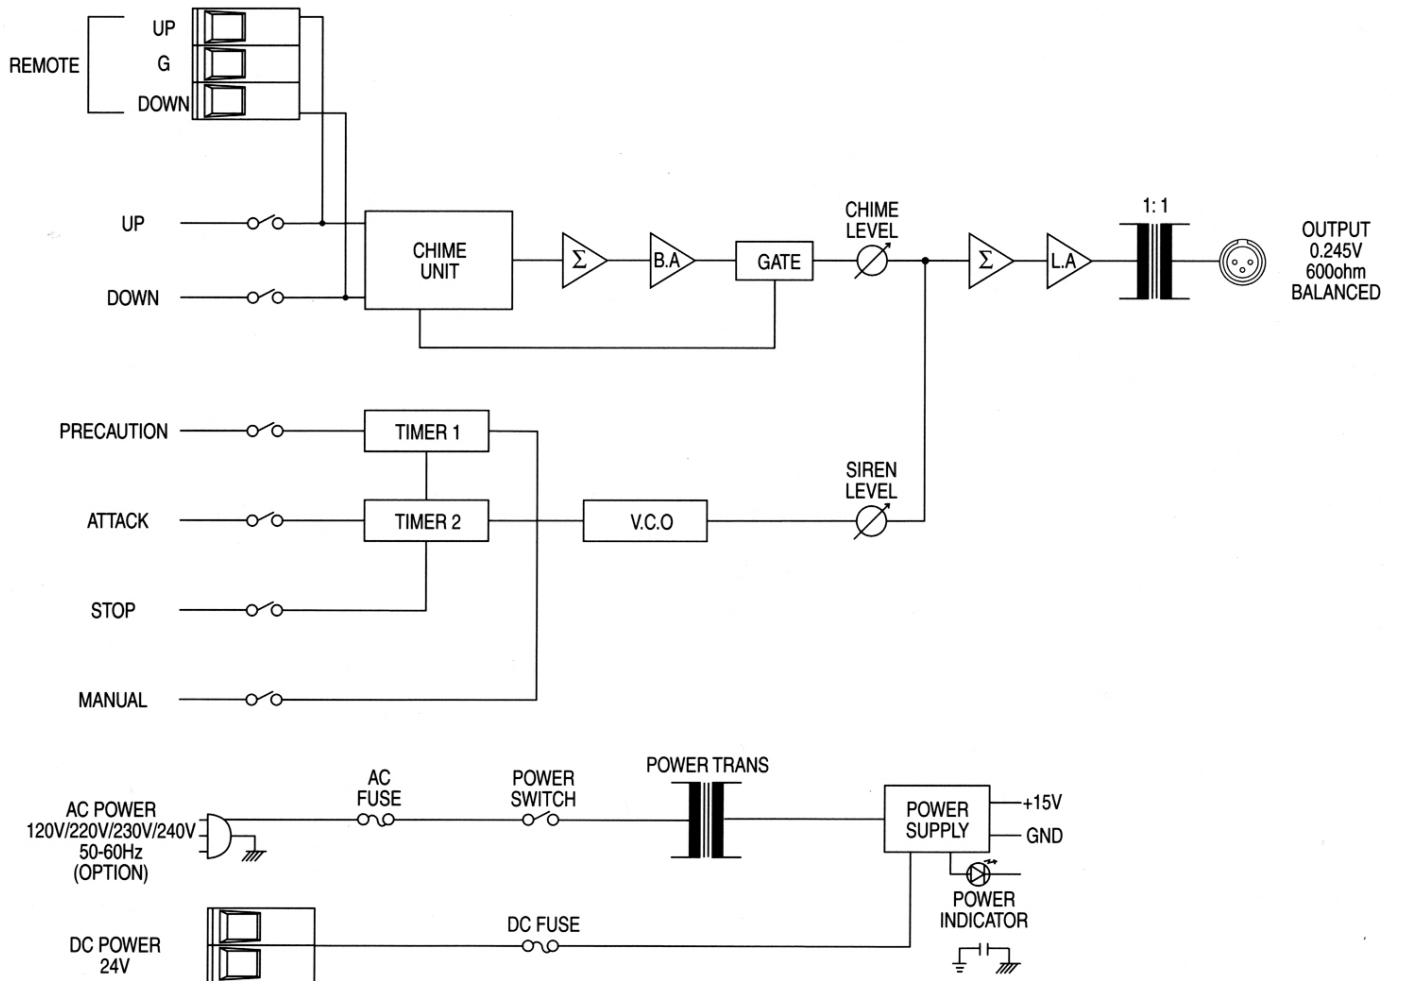 REMOTE
UP
G
DOWN
UP
DOWN
CHIME
UNIT
Σ
B.A
GATE
CHIME
LEVEL
Σ
L.A
1:1
OUTPUT
0.245V
600ohm
BALANCED
PRECAUTION
TIMER 1
ATTACK
TIMER 2
V.C.O
SIREN
LEVEL
STOP
MANUAL
AC POWER
120V/220V/230V/240V
50-60Hz
(OPTION)
AC
FUSE
POWER
SWITCH
POWER TRANS
POWER
SUPPLY
+15V
GND
POWER
INDICATOR
DC POWER
24V
DC FUSE